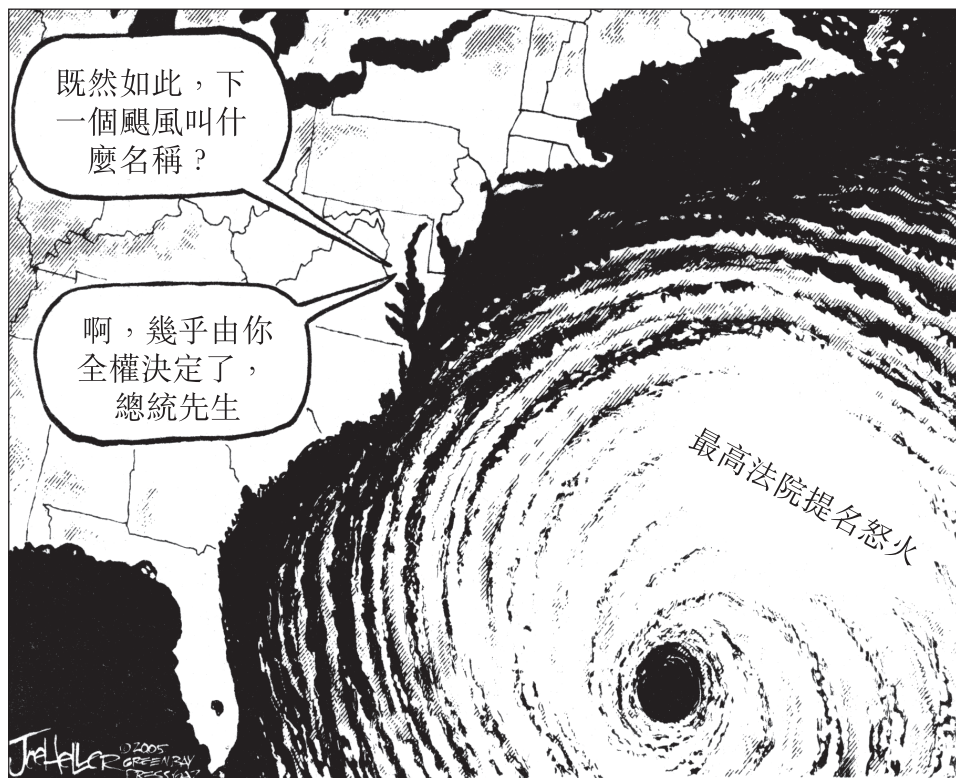 既然如此，下
一個颶風叫什
麼名稱？
啊，幾乎由你
全權決定了，
總統先生
最高法院提名怒火
JOE HELLER
©2005
GREEN BAY